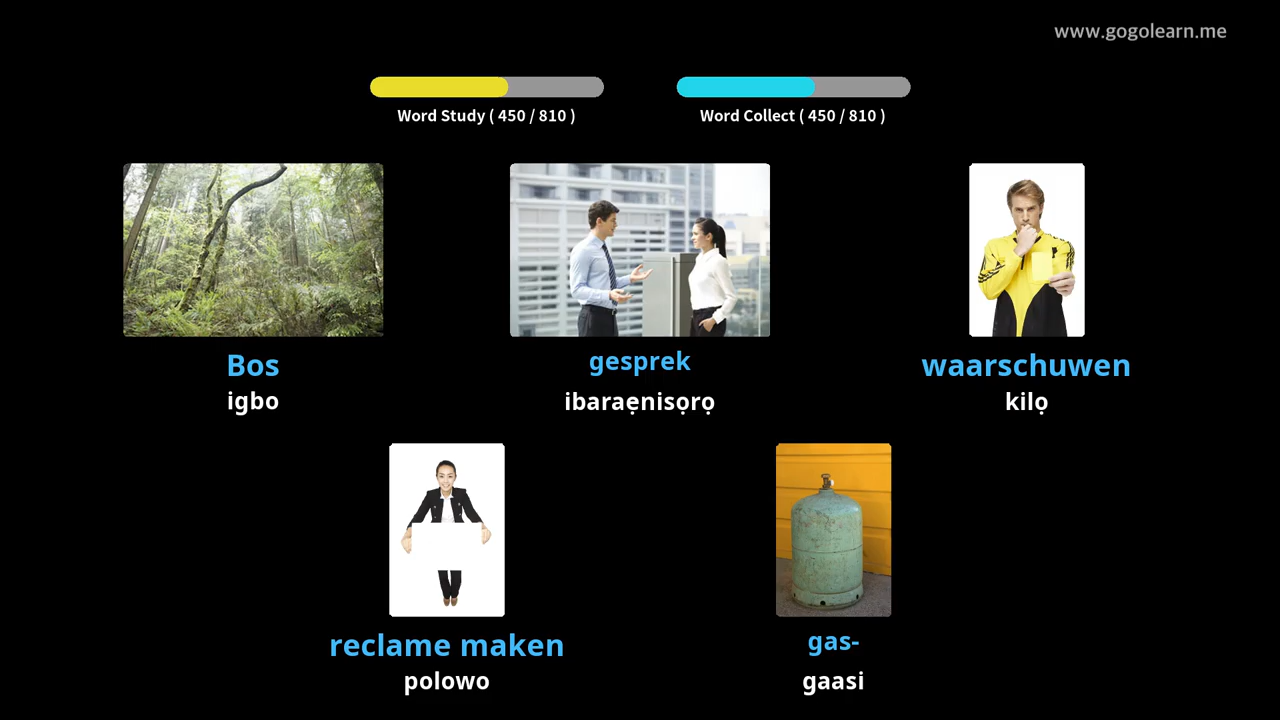 www.gogolearn.me
Word Study ( 450 / 810 )
Word Collect ( 450 / 810 )
Bos
igbo
gesprek
ibaraẹnisọrọ
waarschuwen
kilọ
reclame maken
polowo
gas-
gaasi